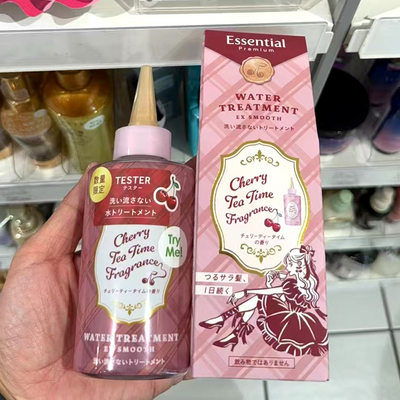 数量
限定
TESTER
テスター
洗い流さない
水トリートメント
Cherry
Tea Time
Fragrance
チェリーティータイムの香り
Try
Me!
WATER TREATMENT
EX SMOOTH
洗い流さないトリートメント
Essential
Premium
WATER
TREATMENT
EX SMOOTH
洗い流さないトリートメント
Cherry
Tea Time
Fragrance
チェリーティータイム
の香り
つるサラ髪、
1日続く
飲み物ではありません